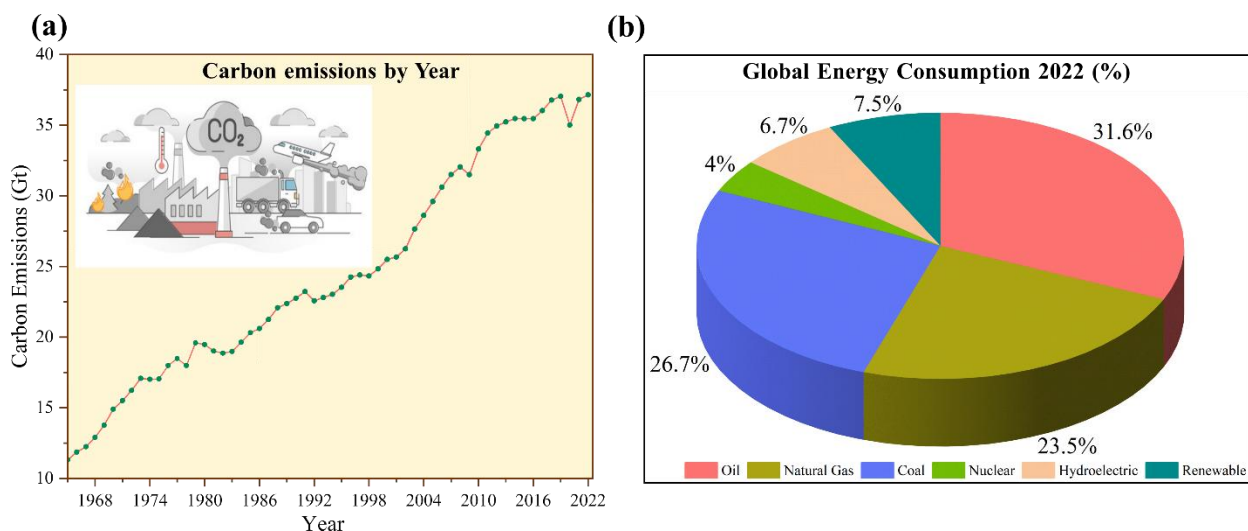 (a)
Carbon emissions by Year
CO2
40
35
30
25
20
15
10
Carbon Emissions (Gt)
1968 1974 1980 1986 1992 1998 2004 2010 2016 2022
Year
(b)
Global Energy Consumption 2022 (%)
7.5%
6.7%
4%
31.6%
26.7%
23.5%
Oil Natural Gas Coal Nuclear Hydroelectric Renewable